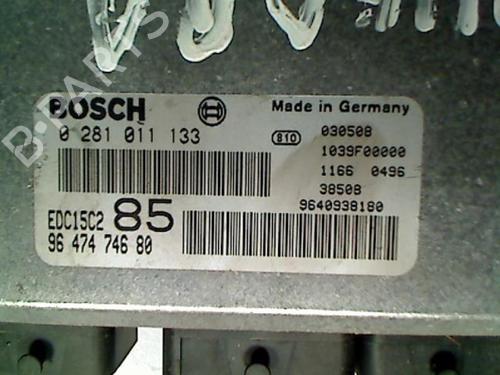 BOSCH
Made in Germany
0 281 011 133
810
030508
1039F00000
1166 0496
38508
9640938180
EDC15C2 85
96 474 746 80
B-PARTS